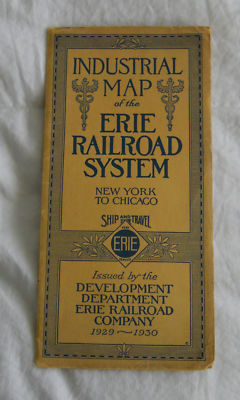 INDUSTRIAL
MAP
of the
ERIE
RAILROAD
SYSTEM
NEW YORK
TO CHICAGO
SHIP AND TRAVEL
ERIE
Issued by the
DEVELOPMENT
DEPARTMENT
ERIE RAILROAD
COMPANY
1929 ~ 1930